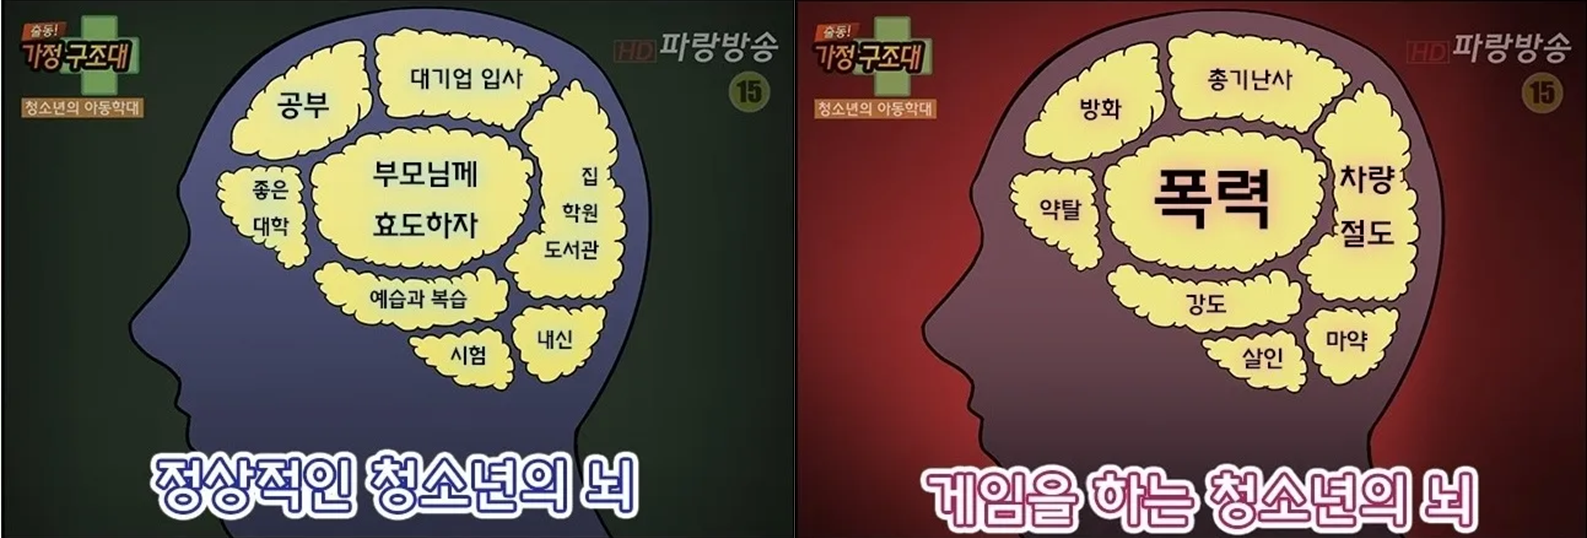 출동!
가정구조대
청소년의 아동학대
HD 파랑방송
15
공부
대기업 입사
좋은
대학
부모님께
효도하자
집
학원
도서관
예습과 복습
시험
내신
정상적인 청소년의 뇌
출동!
가정구조대
청소년의 아동학대
HD 파랑방송
15
방화
총기난사
약탈
폭력
차량
절도
강도
살인
마약
게임을 하는 청소년의 뇌